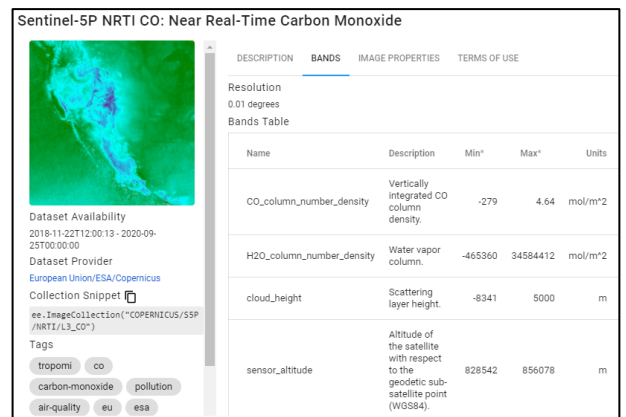 Sentinel-5P NRTI CO: Near Real-Time Carbon Monoxide
DESCRIPTION BANDS IMAGE PROPERTIES TERMS OF USE
Resolution
0.01 degrees
Bands Table
Name Description Min* Max* Units
CO_column_number_density Vertically integrated CO column density. -279 4.64 mol/m^2
H2O_column_number_density Water vapor column. -465360 34584412 mol/m^2
cloud_height Scattering layer height. -8341 5000 m
sensor_altitude Altitude of the satellite with respect to the geodetic sub-satellite point (WGS84). 828542 856078 m
Dataset Availability
2018-11-22T12:00:13 - 2020-09-
25T00:00:00
Dataset Provider
European Union/ESA/Copernicus
Collection Snippet
ee.ImageCollection("COPERNICUS/S5P
/NRTI/L3_CO")
Tags
tropomi co
carbon-monoxide pollution
air-quality eu esa